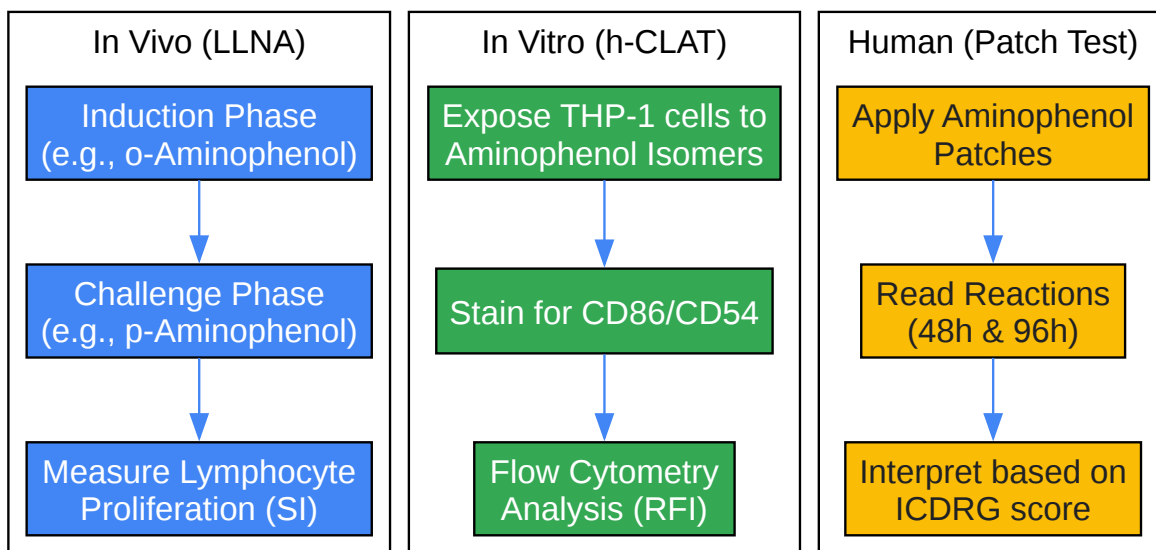 In Vivo (LLNA)
Induction Phase
(e.g., o-Aminophenol)
Challenge Phase
(e.g., p-Aminophenol)
Measure Lymphocyte
Proliferation (SI)
In Vitro (h-CLAT)
Expose THP-1 cells to
Aminophenol Isomers
Stain for CD86/CD54
Flow Cytometry
Analysis (RFI)
Human (Patch Test)
Apply Aminophenol
Patches
Read Reactions
(48h & 96h)
Interpret based on
ICDRG score